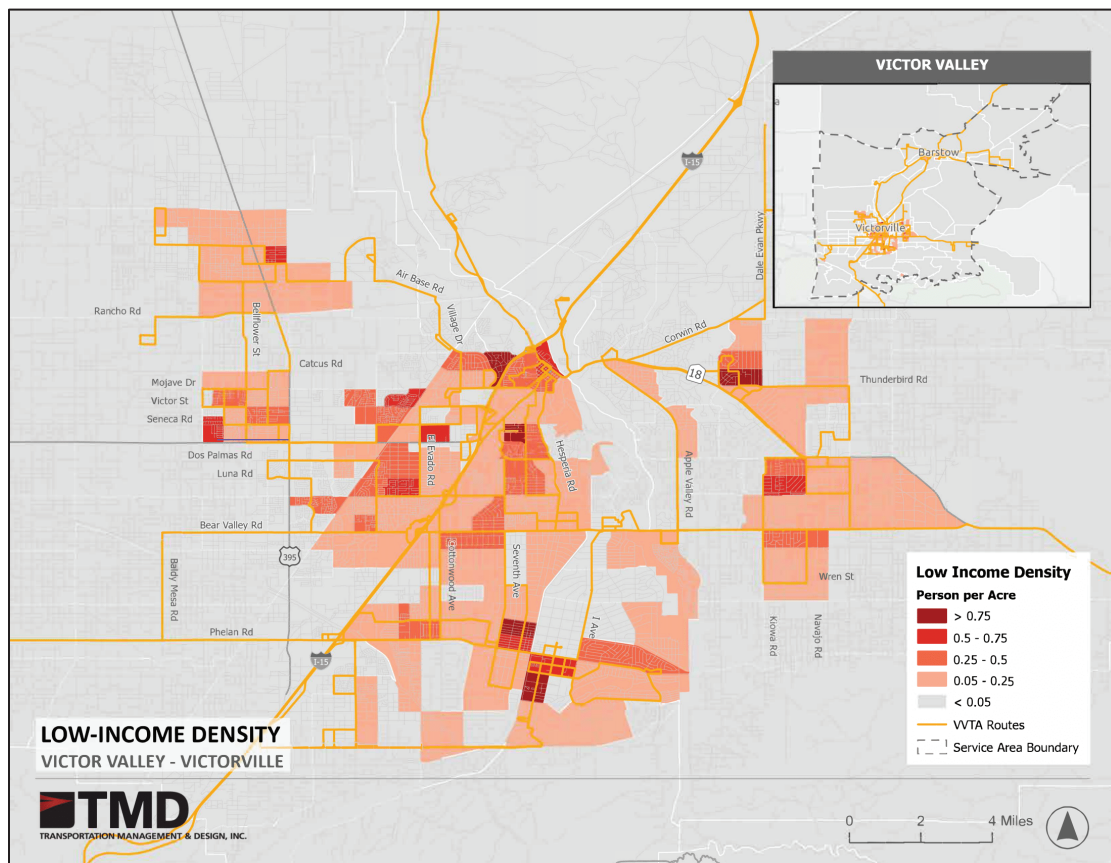 VICTOR VALLEY
Barstow
Victorville
I-15
Dale Evan Pkwy
Air Base Rd
Village Dr
Rancho Rd
Bellflower St
Corwin Rd
Catcus Rd
18
Mojave Dr
Thunderbird Rd
Victor St
Seneca Rd
Dos Palmas Rd
El Evado Rd
Hesperia Rd
Apple Valley Rd
Luna Rd
Bear Valley Rd
395
Baldy Mesa Rd
Cottonwood Ave
Seventh Ave
I Ave
Wren St
Kiowa Rd
Navajo Rd
Phelan Rd
I-15
Low Income Density
Person per Acre
> 0.75
0.5 - 0.75
0.25 - 0.5
0.05 - 0.25
< 0.05
VVTA Routes
Service Area Boundary
LOW-INCOME DENSITY
VICTOR VALLEY - VICTORVILLE
TMD
TRANSPORTATION MANAGEMENT & DESIGN, INC.
0 2 4 Miles